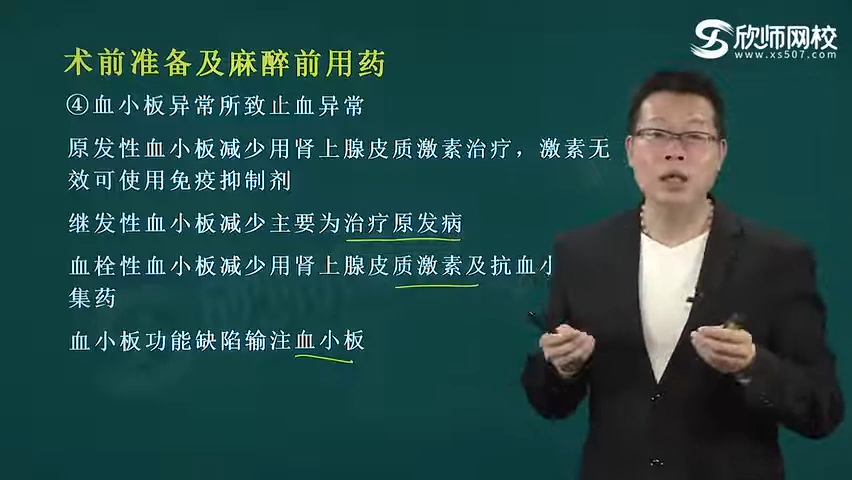 欣师网校
www.xs507.com
术前准备及麻醉前用药
④血小板异常所致止血异常
原发性血小板减少用肾上腺皮质激素治疗，激素无
效可使用免疫抑制剂
继发性血小板减少主要为治疗原发病
血栓性血小板减少用肾上腺皮质激素及抗血小
集药
血小板功能缺陷输注血小板